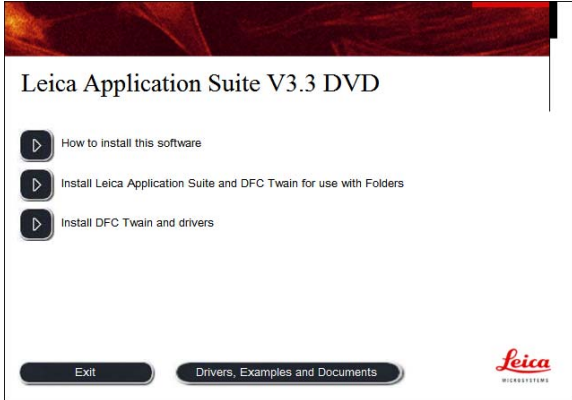 Leica Application Suite V3.3 DVD
How to install this software
Install Leica Application Suite and DFC Twain for use with Folders
Install DFC Twain and drivers
Exit
Drivers, Examples and Documents
Leica
MICROSYSTEMS